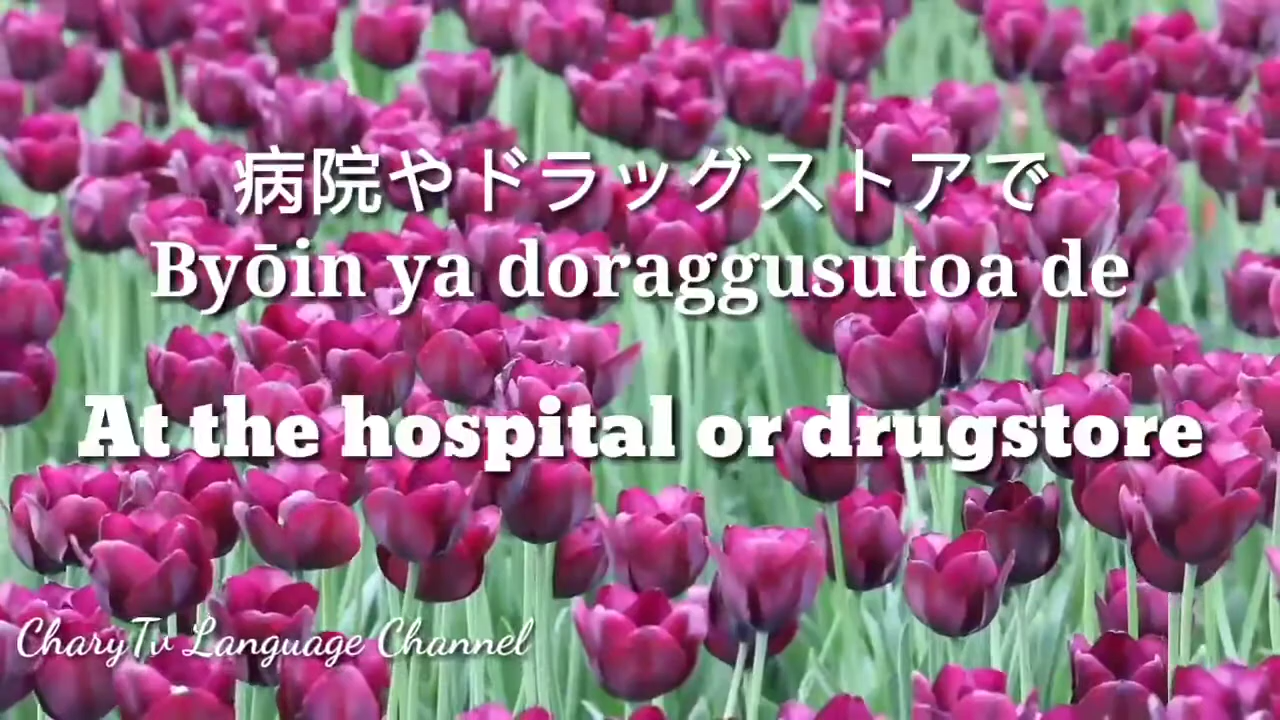 病院やドラッグストアで
Byōin ya doraggusutoa de
At the hospital or drugstore
CharyTv Language Channel